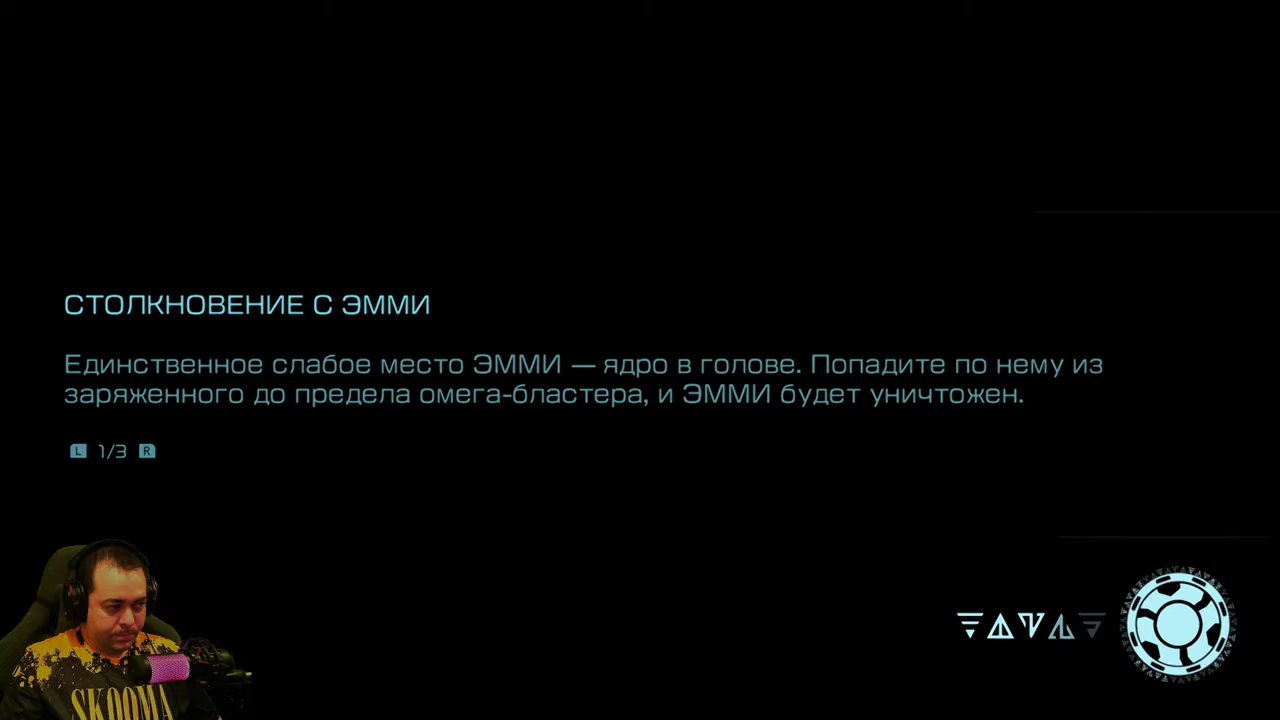 СТОЛКНОВЕНИЕ С ЭММИ
Единственное слабое место ЭММИ — ядро в голове. Попадите по нему из
заряженного до предела омега-бластера, и ЭММИ будет уничтожен.
L 1/3 R
SKOOMA